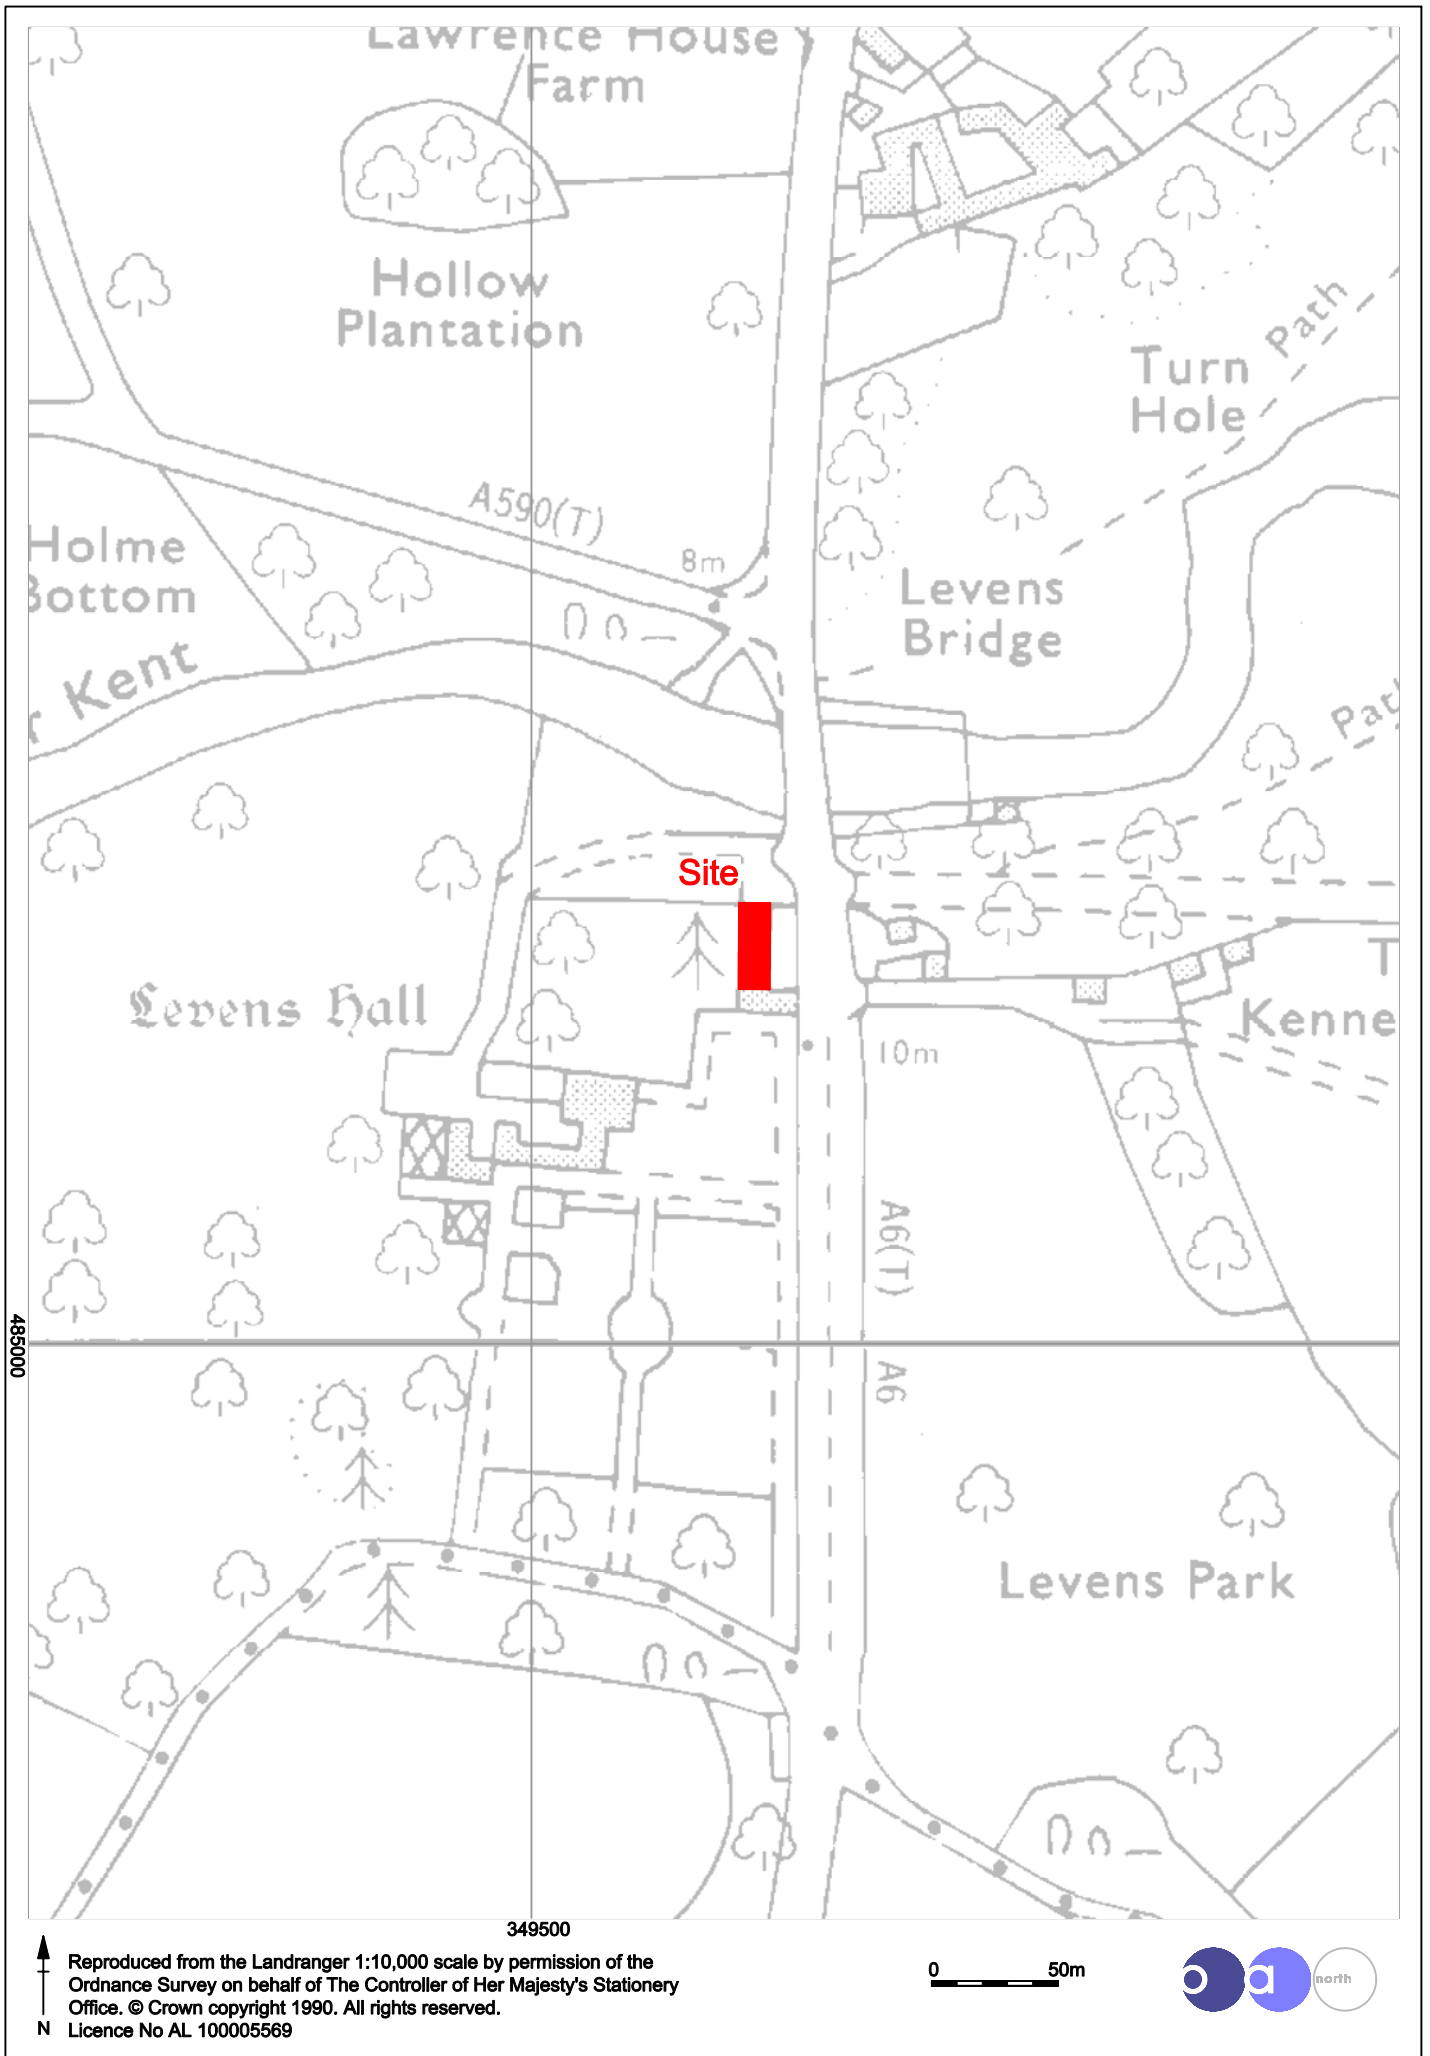 Lawrence House
Farm
Hollow
Plantation
Path
Turn
Hole
A590(T)
8m
Holme
Bottom
Levens
Bridge
r Kent
Path
Site
Levens Hall
T
Kenne
10m
A6(T)
485000
A6
Levens Park
349500
Reproduced from the Landranger 1:10,000 scale by permission of the
Ordnance Survey on behalf of The Controller of Her Majesty's Stationery
Office. © Crown copyright 1990. All rights reserved.
N Licence No AL 100005569
0 50m
oa north